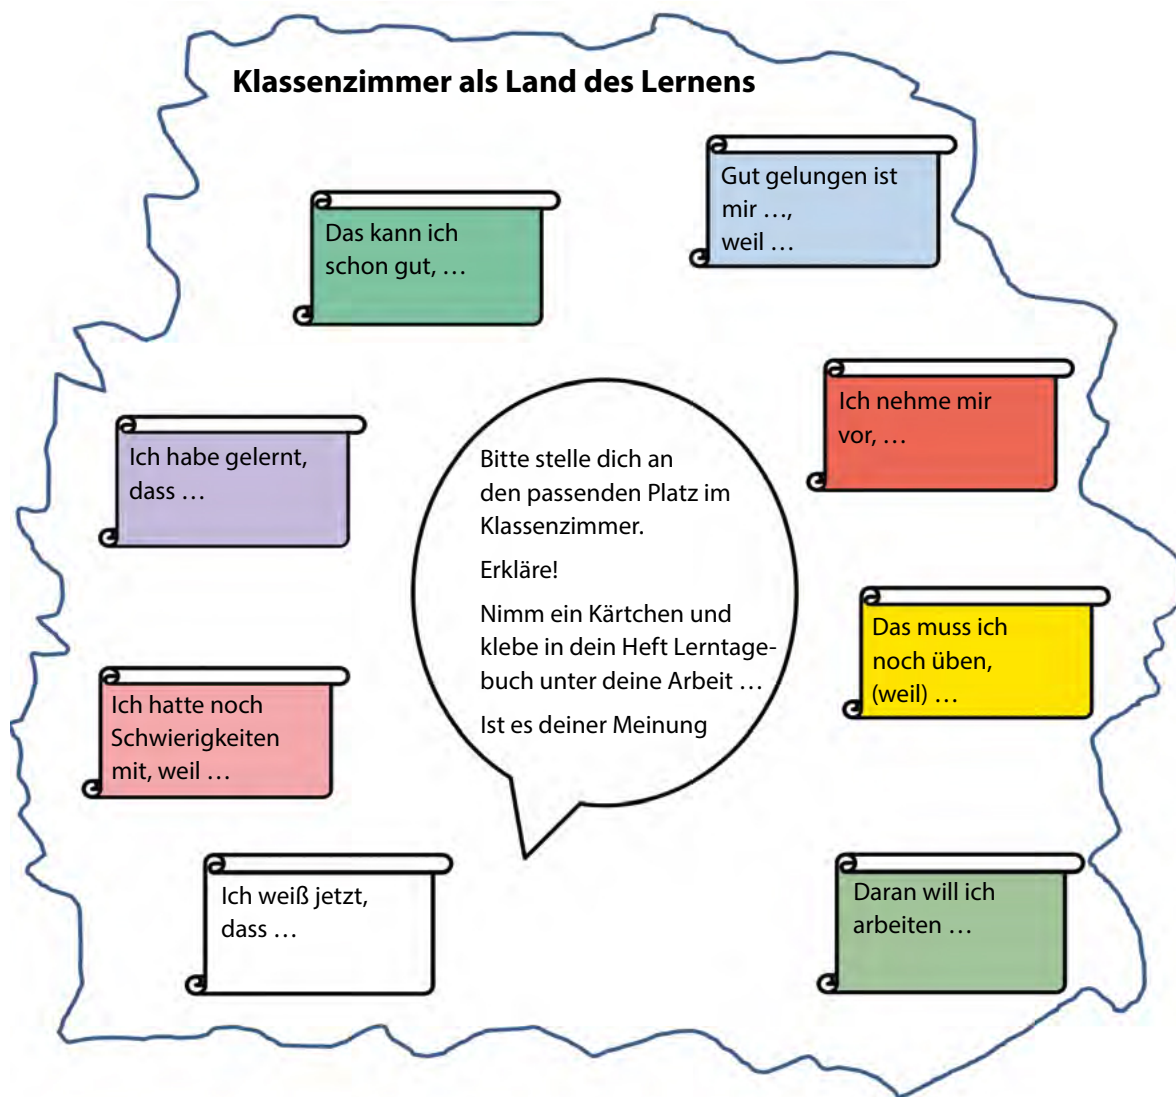 Klassenzimmer als Land des Lernens
Gut gelungen ist
mir …,
weil …
Das kann ich
schon gut, …
Ich nehme mir
vor, …
Ich habe gelernt,
dass …
Bitte stelle dich an
den passenden Platz im
Klassenzimmer.
Erkläre!
Nimm ein Kärtchen und
klebe in dein Heft Lerntage-
buch unter deine Arbeit …
Ist es deiner Meinung
Das muss ich
noch üben,
(weil) …
Ich hatte noch
Schwierigkeiten
mit, weil …
Ich weiß jetzt,
dass …
Daran will ich
arbeiten …